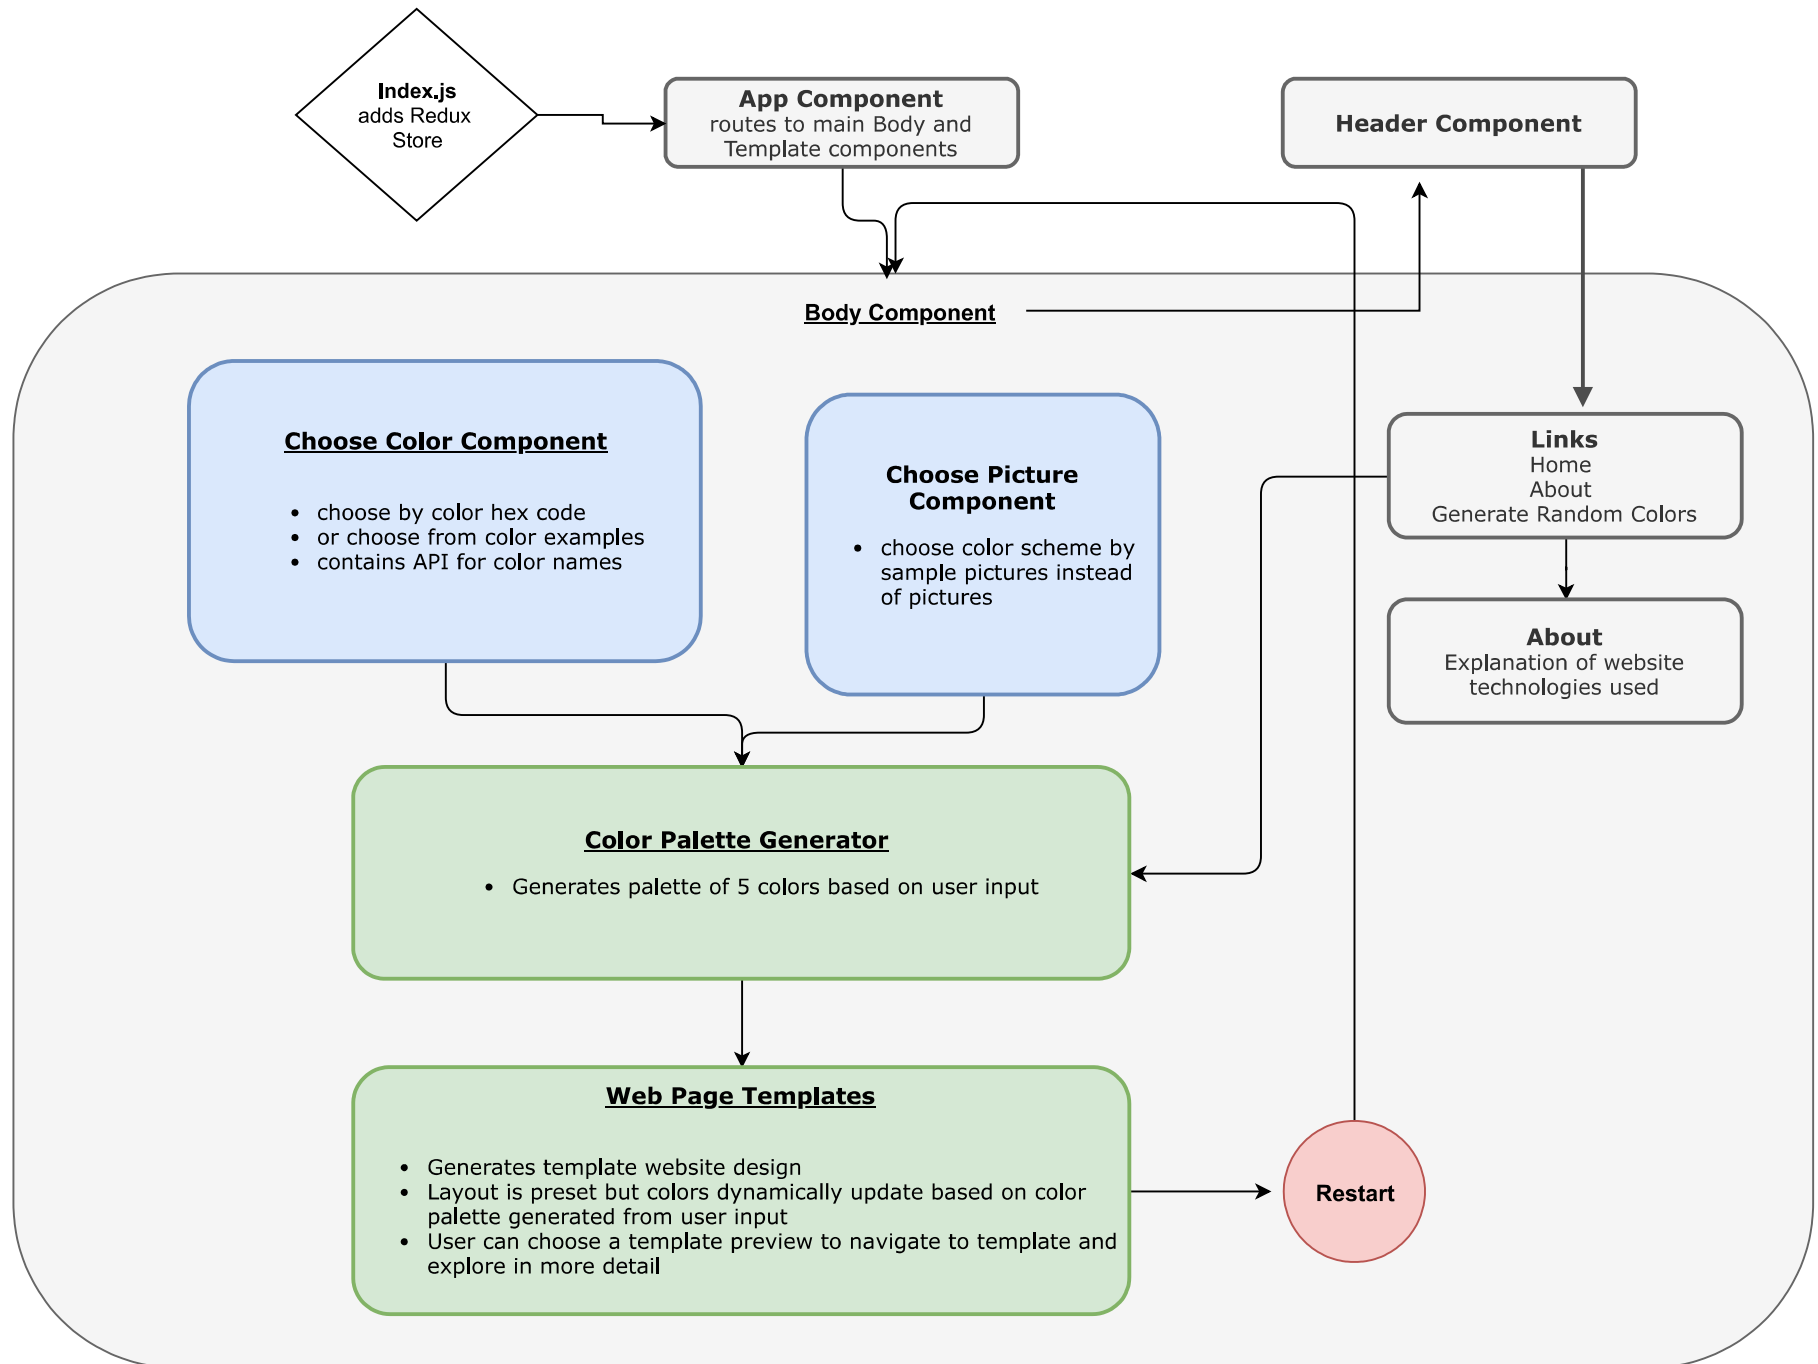 Index.js
adds Redux
Store
App Component
routes to main Body and
Template components
Header Component
Body Component
Choose Color Component
• choose by color hex code
• or choose from color examples
• contains API for color names
Choose Picture
Component
• choose color scheme by
sample pictures instead
of pictures
Links
Home
About
Generate Random Colors
About
Explanation of website
technologies used
Color Palette Generator
• Generates palette of 5 colors based on user input
Web Page Templates
• Generates template website design
• Layout is preset but colors dynamically update based on color
palette generated from user input
• User can choose a template preview to navigate to template and
explore in more detail
Restart